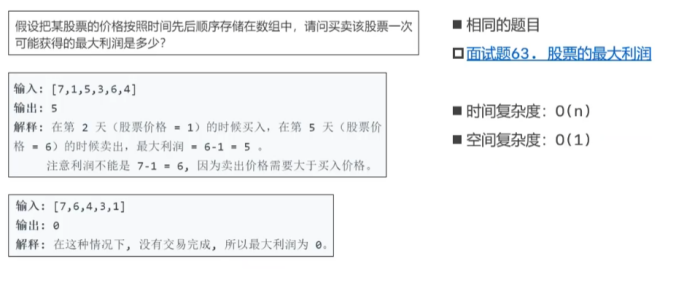 假设把某股票的价格按照时间先后顺序存储在数组中，请问买卖该股票一次
可能获得的最大利润是多少？
输入: [7,1,5,3,6,4]
输出: 5
解释: 在第 2 天（股票价格 = 1）的时候买入，在第 5 天（股票价
格 = 6）的时候卖出，最大利润 = 6-1 = 5 。
注意利润不能是 7-1 = 6, 因为卖出价格需要大于买入价格。
输入: [7,6,4,3,1]
输出: 0
解释: 在这种情况下, 没有交易完成, 所以最大利润为 0。
■ 相同的题目
面试题63. 股票的最大利润
■ 时间复杂度: O(n)
■ 空间复杂度: O(1)